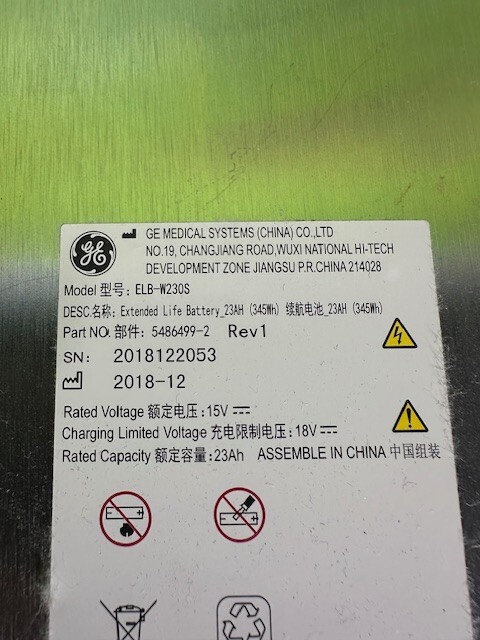 GE
GE MEDICAL SYSTEMS (CHINA) CO.,LTD
NO.19, CHANGJIANG ROAD,WUXI NATIONAL HI-TECH
DEVELOPMENT ZONE JIANGSU P.R.CHINA 214028
Model 型号: ELB-W230S
DESC.名称: Extended Life Battery_23AH (345Wh) 续航电池_23AH (345Wh)
Part NO. 部件: 5486499-2 Rev1
SN: 2018122053
2018-12
Rated Voltage 额定电压:15V
Charging Limited Voltage 充电限制电压:18V
Rated Capacity 额定容量:23Ah ASSEMBLE IN CHINA 中国组装